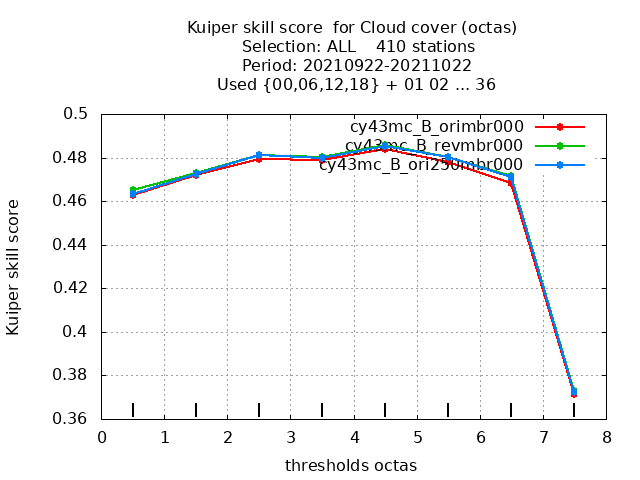 Kuiper skill score  for Cloud cover (octas)
Selection: ALL    410 stations
Period: 20210922-20211022
Used {00,06,12,18} + 01 02 ... 36
0.5
0.48
0.46
0.44
0.42
0.4
0.38
0.36
Kuiper skill score
cy43mc_B_orimbr000
cy43mc_B_revmbr000
cy43mc_B_ori250mbr000
0 1 2 3 4 5 6 7 8
thresholds octas